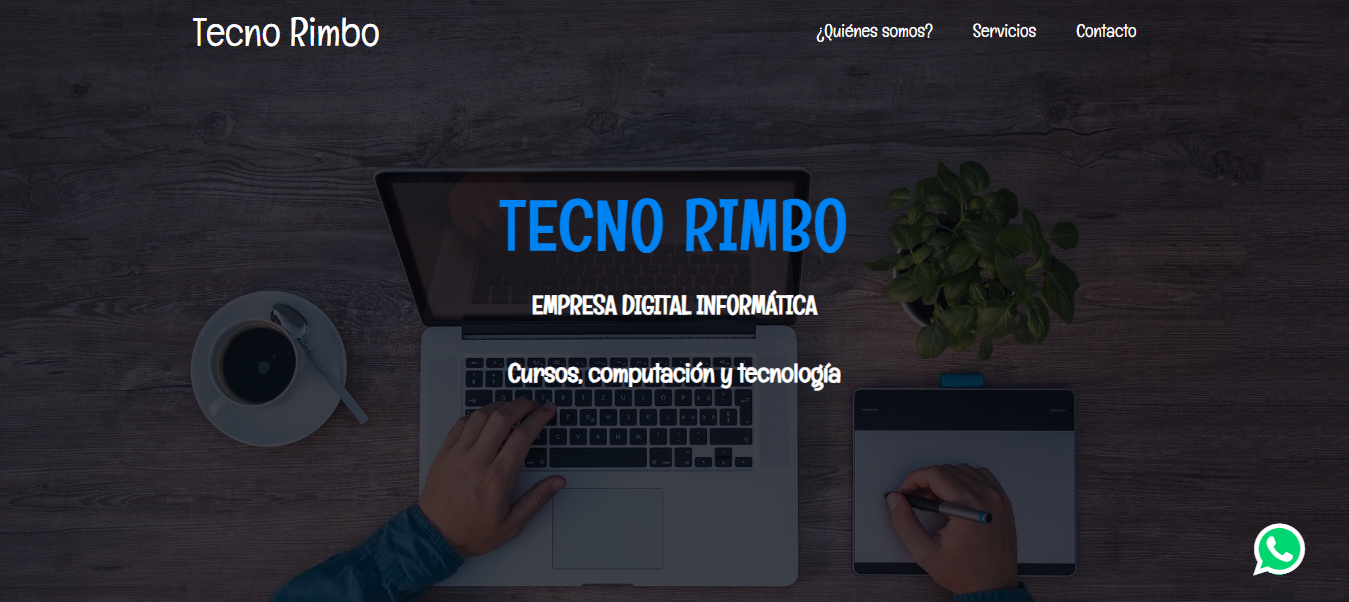 Tecno Rimbo
¿Quiénes somos?
Servicios
Contacto
TECNO RIMBO
EMPRESA DIGITAL INFORMÁTICA
Cursos, computación y tecnología